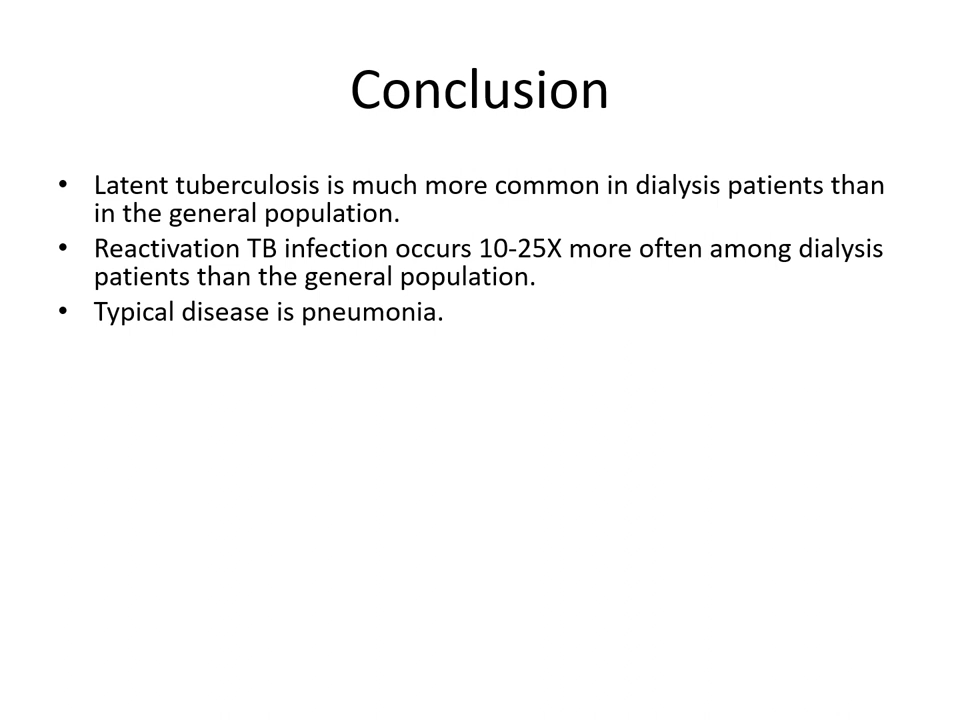 Conclusion
• Latent tuberculosis is much more common in dialysis patients than
in the general population.
• Reactivation TB infection occurs 10-25X more often among dialysis
patients than the general population.
• Typical disease is pneumonia.